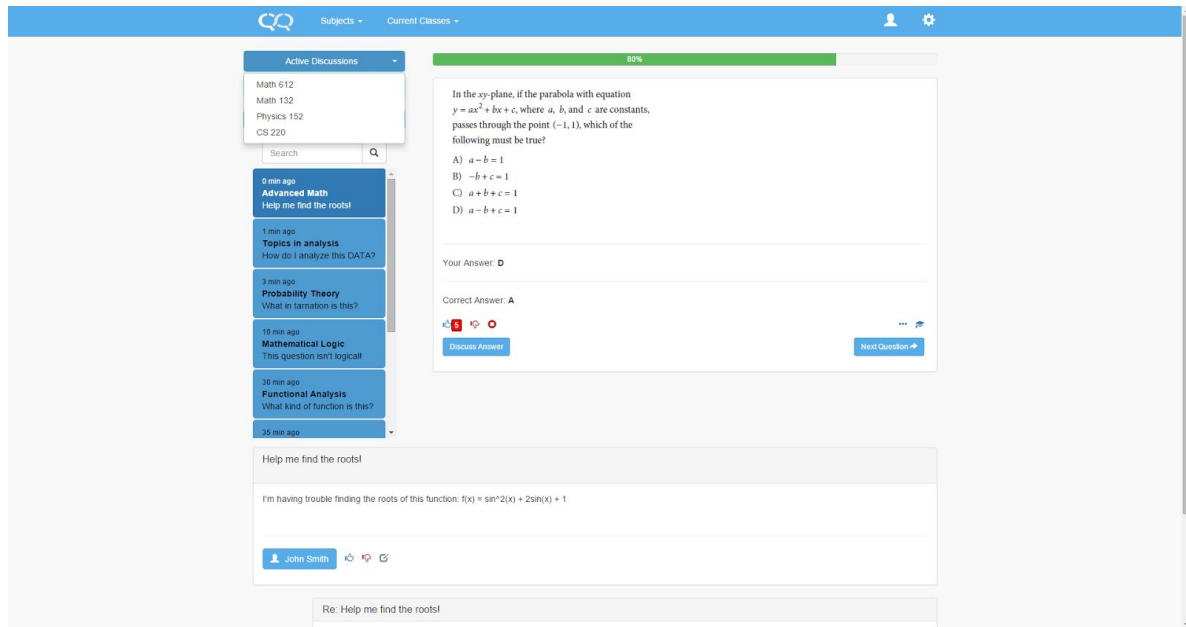 CQ Subjects Current Classes
Active Discussions
Math 612
Math 132
Physics 152
CS 220
Search
0 min ago
Advanced Math
Help me find the roots!
1 min ago
Topics in analysis
How do I analyze this DATA?
3 min ago
Probability Theory
What in tarnation is this?
10 min ago
Mathematical Logic
This question isn't logical!
30 min ago
Functional Analysis
What kind of function is this?
35 min ago
80%
In the xy-plane, if the parabola with equation
y = ax² + bx + c, where a, b, and c are constants,
passes through the point (−1, 1), which of the
following must be true?
A) a − b = 1
B) −b + c = 1
C) a + b + c = 1
D) a − b + c = 1
Your Answer: D
Correct Answer: A
5
Discuss Answer
Next Question
Help me find the roots!
I'm having trouble finding the roots of this function: f(x) = sin^2(x) + 2sin(x) + 1
John Smith
Re: Help me find the roots!